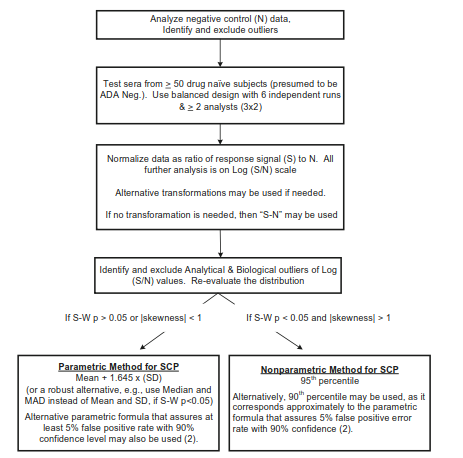 Analyze negative control (N) data,
Identify and exclude outliers
Test sera from ≥ 50 drug naïve subjects (presumed to be
ADA Neg.). Use balanced design with 6 independent runs
& ≥ 2 analysts (3x2)
Normalize data as ratio of response signal (S) to N. All
further analysis is on Log (S/N) scale
Alternative transformations may be used if needed.
If no transforamation is needed, then “S-N” may be used
Identify and exclude Analytical & Biological outliers of Log
(S/N) values. Re-evaluate the distribution
If S-W p > 0.05 or |skewness| < 1
If S-W p < 0.05 and |skewness| > 1
Parametric Method for SCP
Mean + 1.645 x (SD)
(or a robust alternative, e.g., use Median and
MAD instead of Mean and SD, if S-W p<0.05)
Alternative parametric formula that assures at
least 5% false positive rate with 90%
confidence level may also be used (2).
Nonparametric Method for SCP
95th percentile
Alternatively, 90th percentile may be used, as it
corresponds approximately to the parametric
formula that assures 5% false positive error
rate with 90% confidence (2).